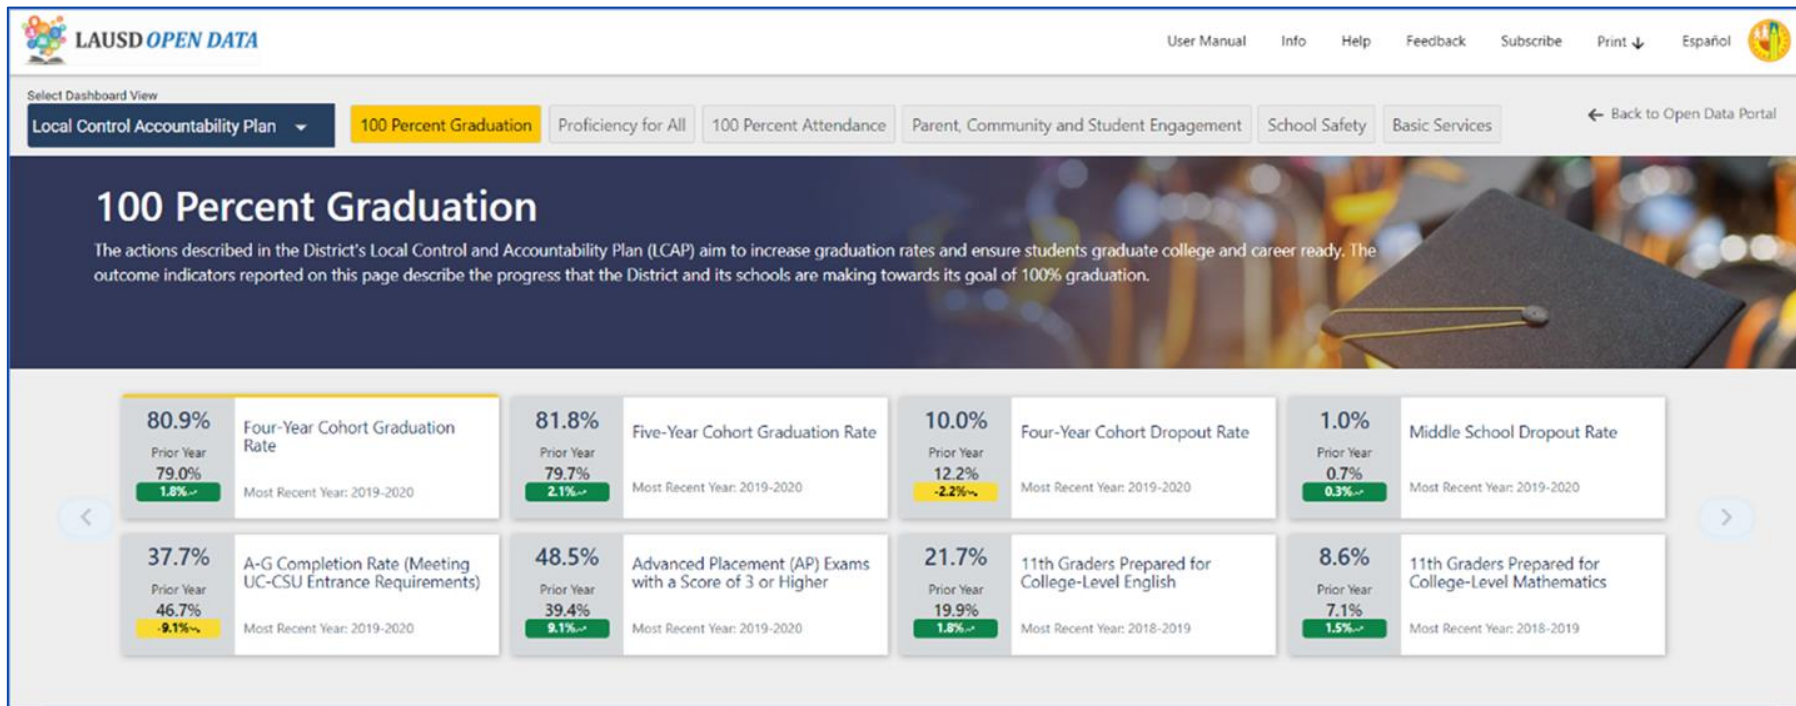 LAUSD OPEN DATA
User Manual
Info
Help
Feedback
Subscribe
Print
Español
Select Dashboard View
Local Control Accountability Plan
100 Percent Graduation
Proficiency for All
100 Percent Attendance
Parent, Community and Student Engagement
School Safety
Basic Services
Back to Open Data Portal
100 Percent Graduation
The actions described in the District's Local Control and Accountability Plan (LCAP) aim to increase graduation rates and ensure students graduate college and career ready. The
outcome indicators reported on this page describe the progress that the District and its schools are making towards its goal of 100% graduation.
80.9%
Prior Year
79.0%
1.8%
Four-Year Cohort Graduation
Rate
Most Recent Year: 2019-2020
81.8%
Prior Year
79.7%
2.1%
Five-Year Cohort Graduation Rate
Most Recent Year: 2019-2020
10.0%
Prior Year
12.2%
-2.2%
Four-Year Cohort Dropout Rate
Most Recent Year: 2019-2020
1.0%
Prior Year
0.7%
0.3%
Middle School Dropout Rate
Most Recent Year: 2019-2020
37.7%
Prior Year
46.7%
-9.1%
A-G Completion Rate (Meeting
UC-CSU Entrance Requirements)
Most Recent Year: 2019-2020
48.5%
Prior Year
39.4%
9.1%
Advanced Placement (AP) Exams
with a Score of 3 or Higher
Most Recent Year: 2019-2020
21.7%
Prior Year
19.9%
1.8%
11th Graders Prepared for
College-Level English
Most Recent Year: 2018-2019
8.6%
Prior Year
7.1%
1.5%
11th Graders Prepared for
College-Level Mathematics
Most Recent Year: 2018-2019